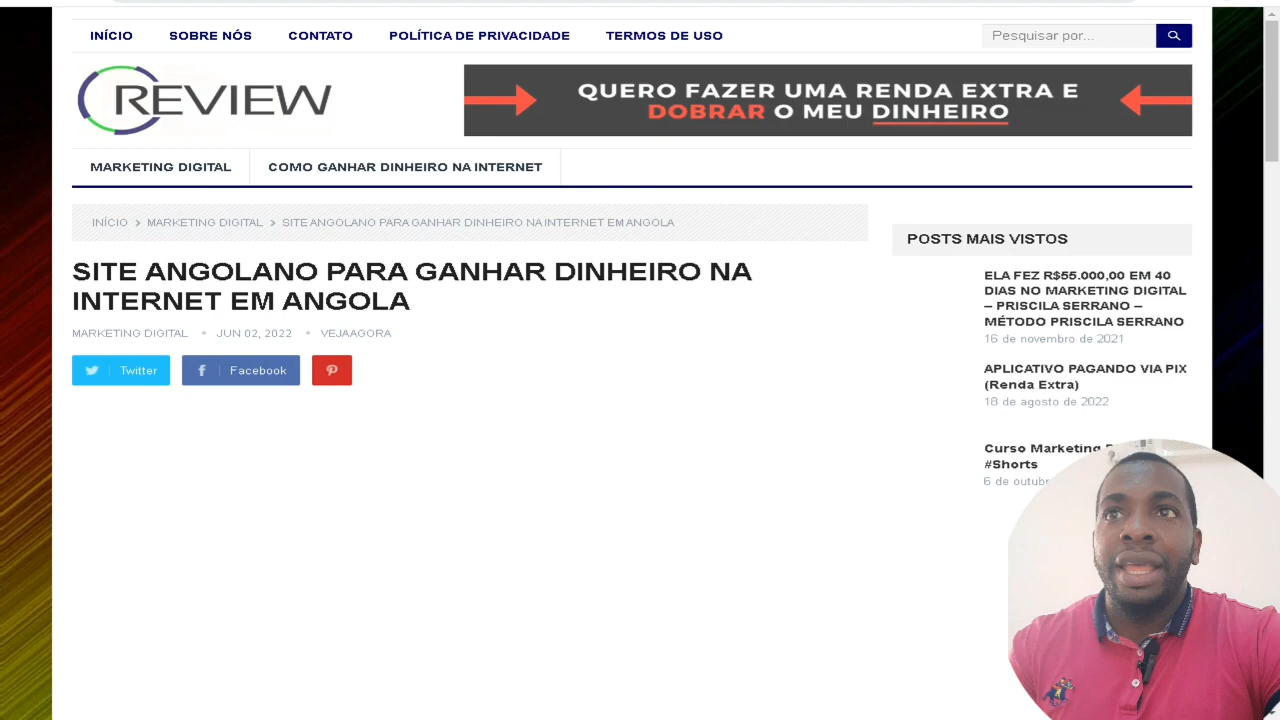 INÍCIO SOBRE NÓS CONTATO POLÍTICA DE PRIVACIDADE TERMOS DE USO Pesquisar por...
REVIEW
QUERO FAZER UMA RENDA EXTRA E
DOBRAR O MEU DINHEIRO
MARKETING DIGITAL COMO GANHAR DINHEIRO NA INTERNET
INÍCIO > MARKETING DIGITAL > SITE ANGOLANO PARA GANHAR DINHEIRO NA INTERNET EM ANGOLA
SITE ANGOLANO PARA GANHAR DINHEIRO NA
INTERNET EM ANGOLA
MARKETING DIGITAL • JUN 02, 2022 • VEJAAGORA
Twitter Facebook
POSTS MAIS VISTOS
ELA FEZ R$55.000,00 EM 40
DIAS NO MARKETING DIGITAL
– PRISCILA SERRANO –
MÉTODO PRISCILA SERRANO
16 de novembro de 2021
APLICATIVO PAGANDO VIA PIX
(Renda Extra)
18 de agosto de 2022
Curso Marketing
#Shorts
6 de